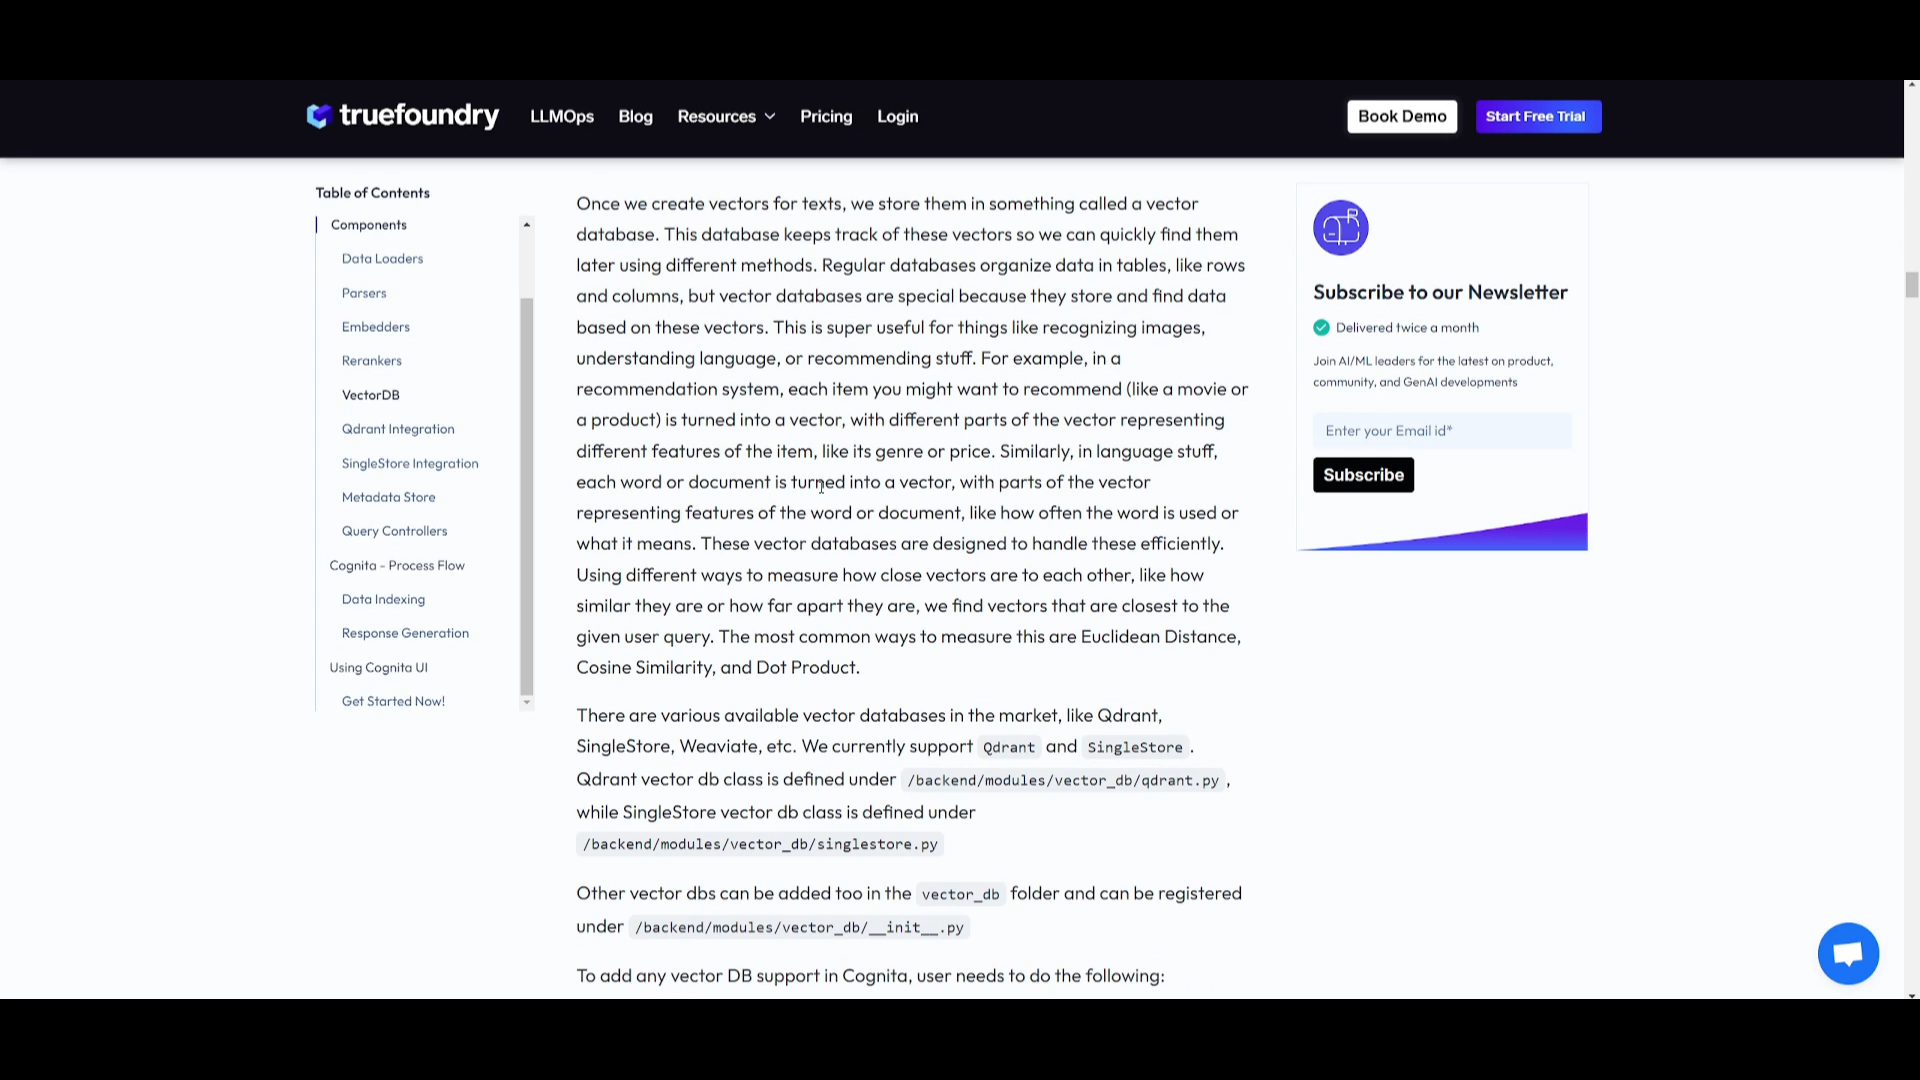 truefoundry
LLMOps
Blog
Resources
Pricing
Login
Book Demo
Start Free Trial
Table of Contents
Components
Data Loaders
Parsers
Embedders
Rerankers
VectorDB
Qdrant Integration
SingleStore Integration
Metadata Store
Query Controllers
Cognita - Process Flow
Data Indexing
Response Generation
Using Cognita UI
Get Started Now!
Once we create vectors for texts, we store them in something called a vector
database. This database keeps track of these vectors so we can quickly find them
later using different methods. Regular databases organize data in tables, like rows
and columns, but vector databases are special because they store and find data
based on these vectors. This is super useful for things like recognizing images,
understanding language, or recommending stuff. For example, in a
recommendation system, each item you might want to recommend (like a movie or
a product) is turned into a vector, with different parts of the vector representing
different features of the item, like its genre or price. Similarly, in language stuff,
each word or document is turned into a vector, with parts of the vector
representing features of the word or document, like how often the word is used or
what it means. These vector databases are designed to handle these efficiently.
Using different ways to measure how close vectors are to each other, like how
similar they are or how far apart they are, we find vectors that are closest to the
given user query. The most common ways to measure this are Euclidean Distance,
Cosine Similarity, and Dot Product.
There are various available vector databases in the market, like Qdrant,
SingleStore, Weaviate, etc. We currently support Qdrant and SingleStore .
Qdrant vector db class is defined under /backend/modules/vector_db/qdrant.py ,
while SingleStore vector db class is defined under
/backend/modules/vector_db/singlestore.py
Other vector dbs can be added too in the vector_db folder and can be registered
under /backend/modules/vector_db/__init__.py
To add any vector DB support in Cognita, user needs to do the following:
Subscribe to our Newsletter
Delivered twice a month
Join AI/ML leaders for the latest on product,
community, and GenAI developments
Enter your Email id*
Subscribe